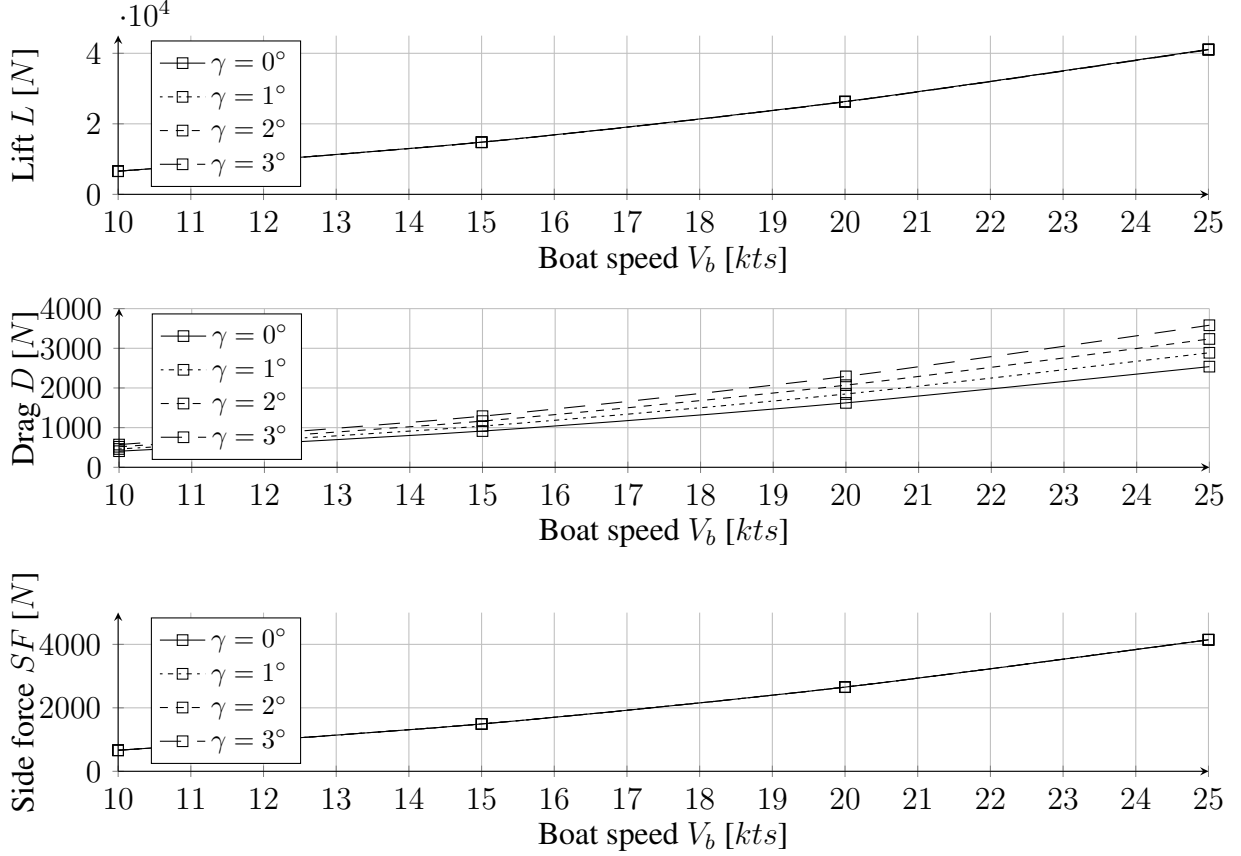 ·10⁴
Lift L [N]
4
2
0
γ = 0°
γ = 1°
γ = 2°
γ = 3°
10 11 12 13 14 15 16 17 18 19 20 21 22 23 24 25
Boat speed V_b [kts]
Drag D [N]
4000
3000
2000
1000
0
γ = 0°
γ = 1°
γ = 2°
γ = 3°
10 11 12 13 14 15 16 17 18 19 20 21 22 23 24 25
Boat speed V_b [kts]
Side force SF [N]
4000
2000
0
γ = 0°
γ = 1°
γ = 2°
γ = 3°
10 11 12 13 14 15 16 17 18 19 20 21 22 23 24 25
Boat speed V_b [kts]